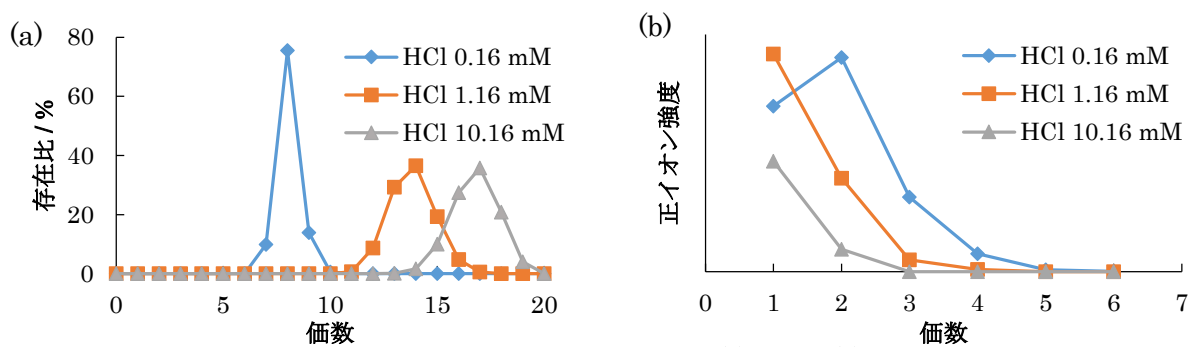 (a)
存在比 / %
80
60
40
20
0
0 5 10 15 20
価数
HCl 0.16 mM
HCl 1.16 mM
HCl 10.16 mM
(b)
正イオン強度
0 1 2 3 4 5 6 7
価数
HCl 0.16 mM
HCl 1.16 mM
HCl 10.16 mM